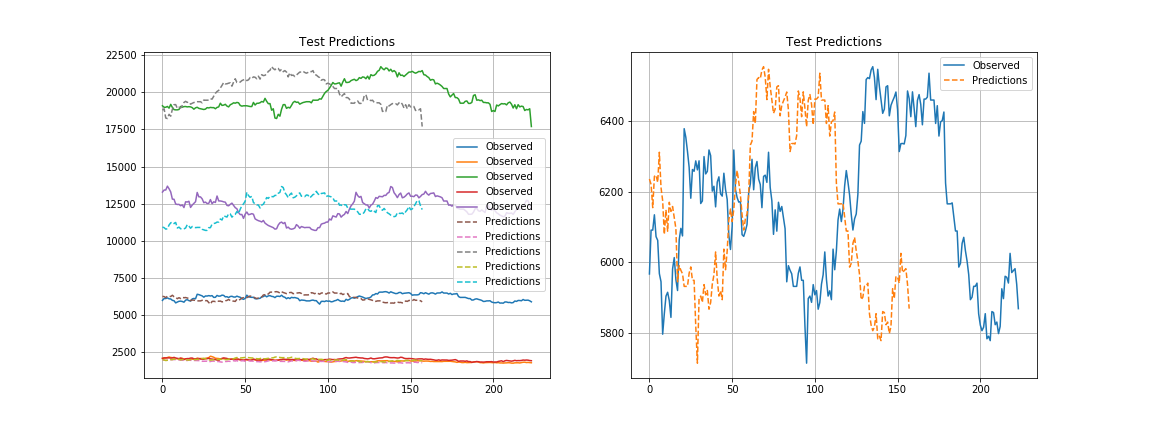 Test Predictions
22500
20000
17500
15000
12500
10000
7500
5000
2500
0
50
100
150
200
Observed
Observed
Observed
Observed
Observed
Predictions
Predictions
Predictions
Predictions
Predictions
Test Predictions
6400
6200
6000
5800
0
50
100
150
200
Observed
Predictions